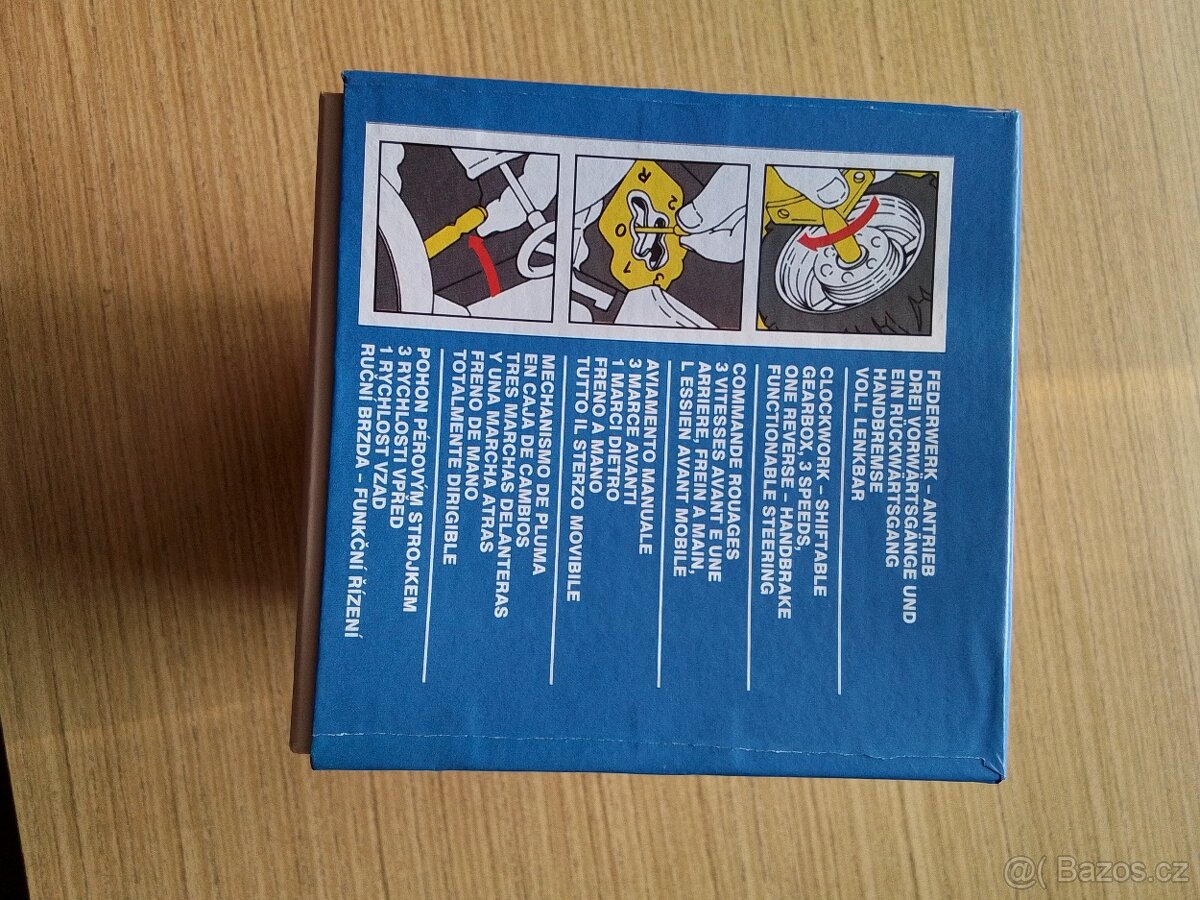 FEDERWERK – ANTRIEB
DREI VORWÄRTSGÄNGE UND
EIN RÜCKWÄRTSGANG
HANDBREMSE
VOLL LENKBAR
CLOCKWORK – SHIFTABLE
GEARBOX, 3 SPEEDS,
ONE REVERSE – HANDBRAKE
FUNCTIONABLE STEERING
COMMANDE ROUAGES
3 VITESSES AVANT E UNE
ARRIERE, FREIN A MAIN,
L ESSIEN AVANT MOBILE
AVIAMENTO MANUALE
3 MARCE AVANTI
1 MARCI DIETRO
FRENO A MANO
TUTTO IL STERZO MOVIBILE
MECHANISMO DE PLUMA
EN CAJA DE CAMBIOS
TRES MARCHAS DELANTERAS
Y UNA MARCHA ATRAS
FRENO DE MANO
TOTALMENTE DIRIGIBLE
POHON PÉROVÝM STROJKEM
3 RYCHLOSTI VPŘED
1 RYCHLOST VZAD
RUČNÍ BRZDA – FUNKČNÍ ŘÍZENÍ
R 2
0
1 3
Bazos.cz